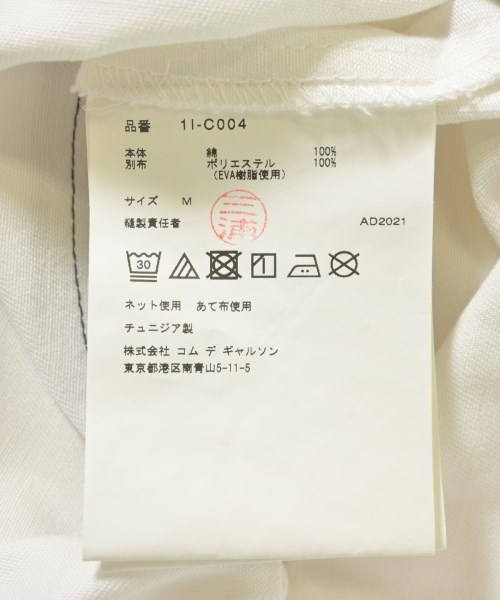 品番 1I-C004
本体 綿 100%
別布 ポリエステル 100%
(EVA樹脂使用)
サイズ M
三浦
縫製責任者 AD2021
30
ネット使用 あて布使用
チュニジア製
株式会社 コム デ ギャルソン
東京都港区南青山5-11-5